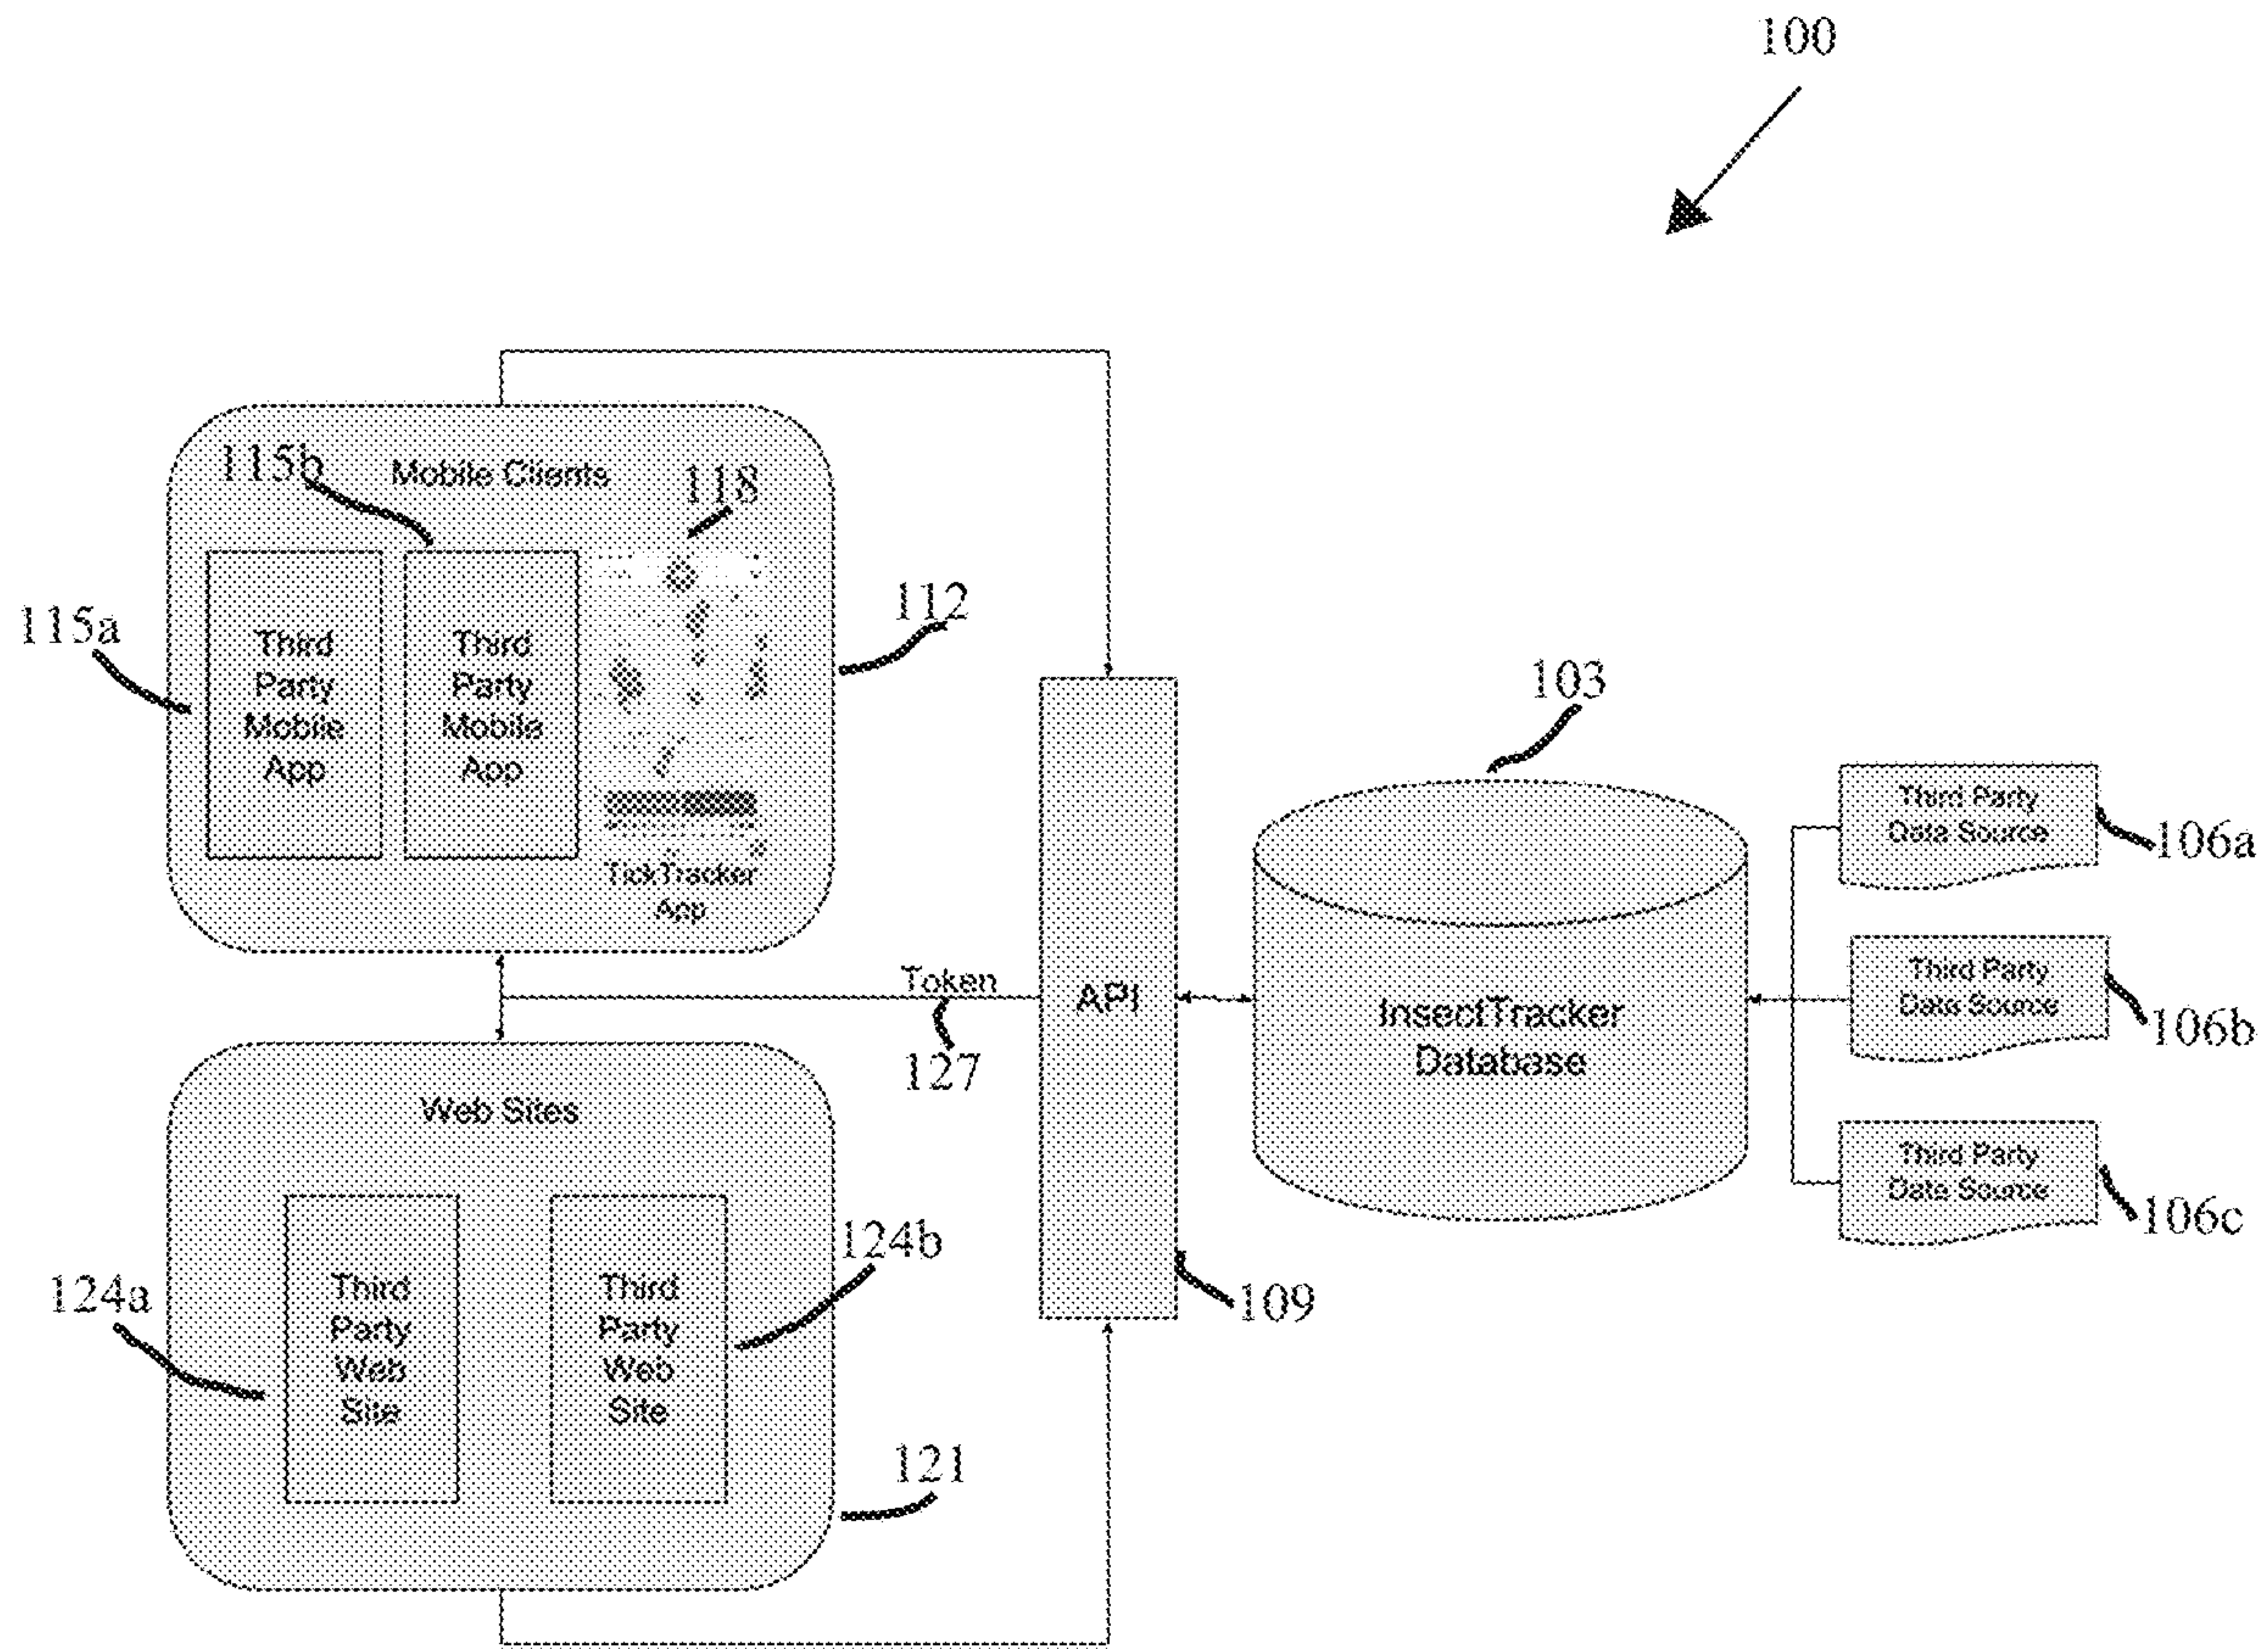 100
115b
Mobile Clients
118
115a
Third
Party
Mobile
App
Third
Party
Mobile
App
TickTracker
App
112
Token
127
API
109
103
InsectTracker
Database
Third Party
Data Source
106a
Third Party
Data Source
106b
Third Party
Data Source
106c
Web Sites
124a
Third
Party
Web
Site
Third
Party
Web
Site
124b
121